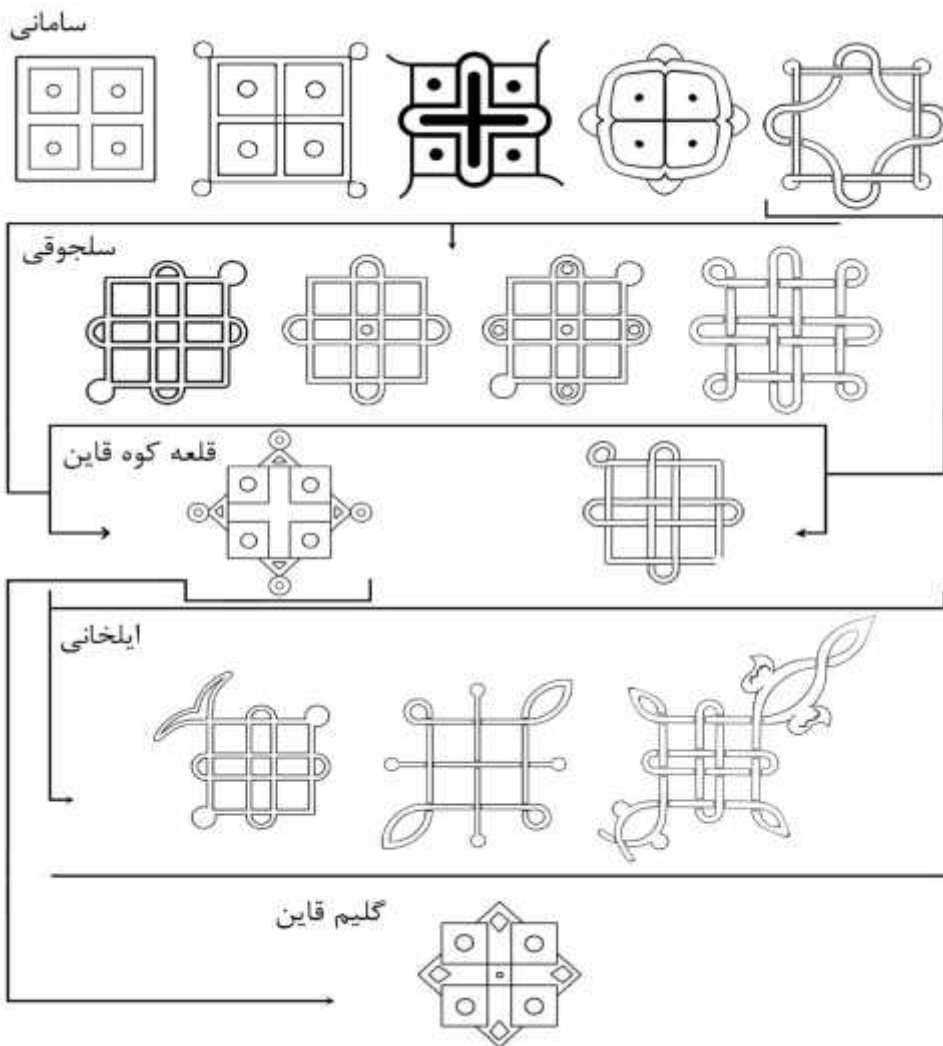 سامانی
سلجوقی
قلعه کوه قاین
ایلخانی
گلیم قاین